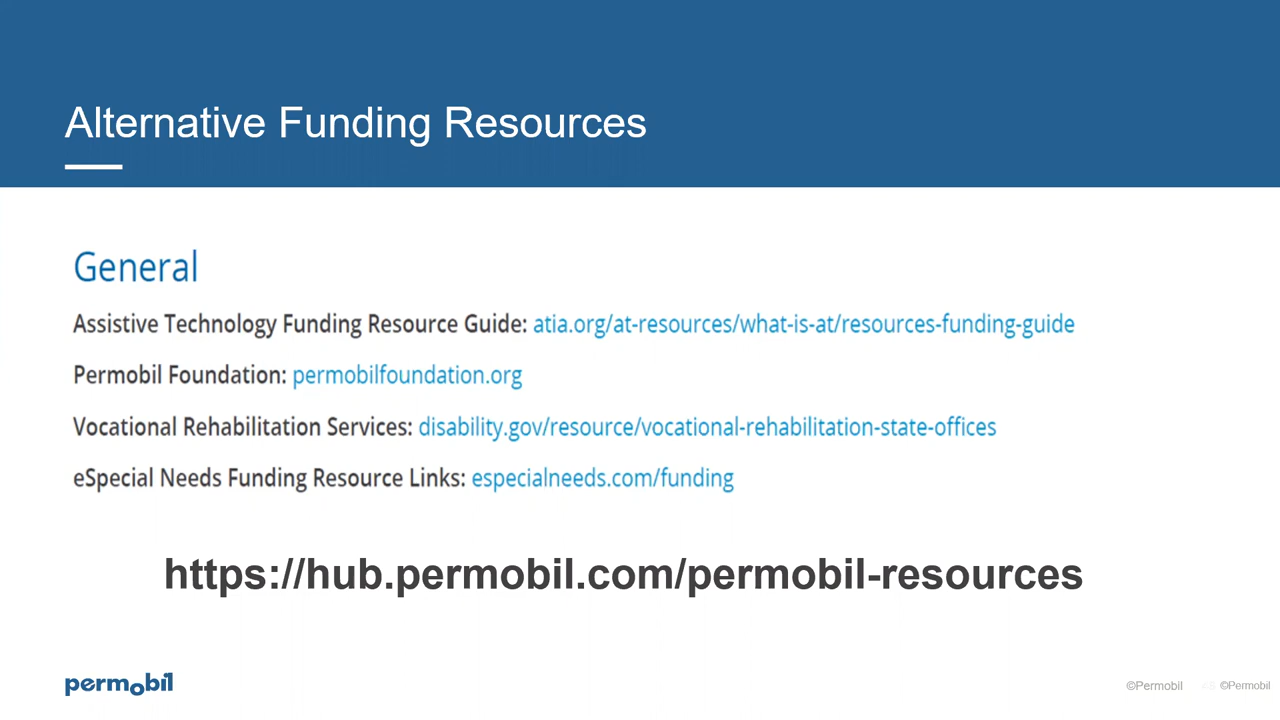 Alternative Funding Resources
General
Assistive Technology Funding Resource Guide: atia.org/at-resources/what-is-at/resources-funding-guide
Permobil Foundation: permobilfoundation.org
Vocational Rehabilitation Services: disability.gov/resource/vocational-rehabilitation-state-offices
eSpecial Needs Funding Resource Links: especialneeds.com/funding
https://hub.permobil.com/permobil-resources
permobil
©Permobil ©Permobil